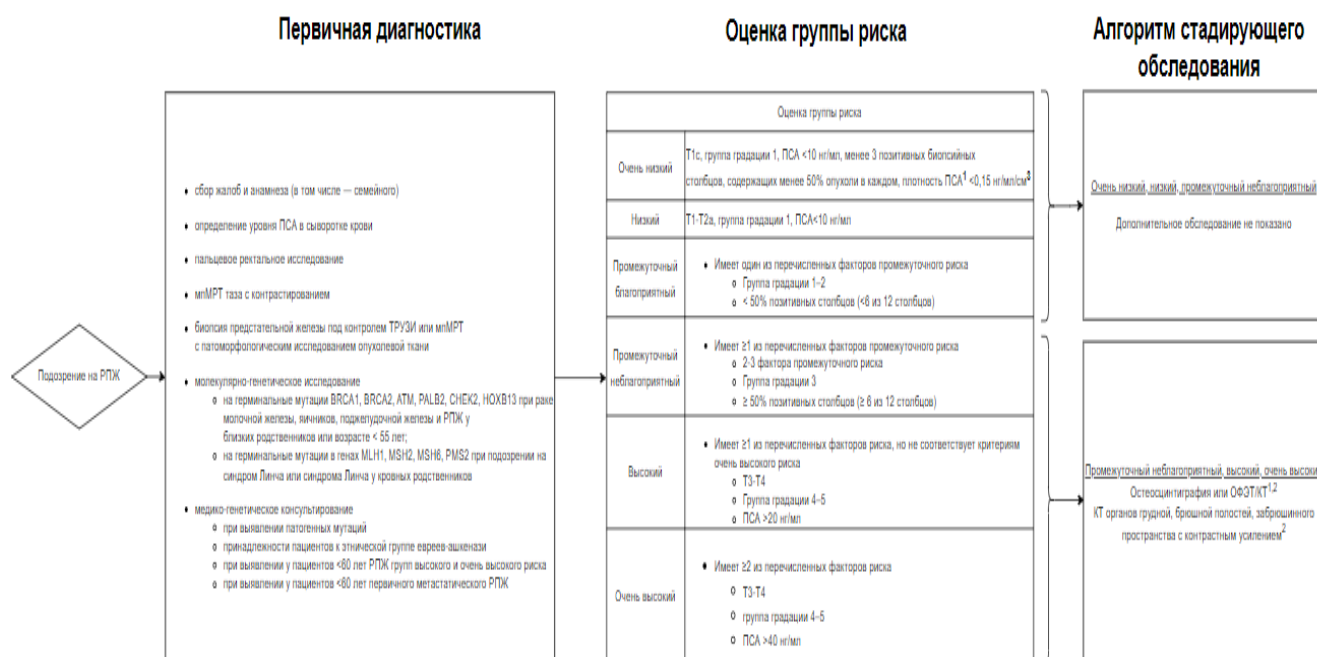 Первичная диагностика
Оценка группы риска
Алгоритм стадирующего
обследования
Подозрение на РПЖ
• сбор жалоб и анамнеза (в том числе — семейного)
• определение уровня ПСА в сыворотке крови
• пальцевое ректальное исследование
• мпМРТ таза с контрастированием
• биопсия предстательной железы под контролем ТРУЗИ или мпМРТ
с патоморфологическим исследованием опухолевой ткани
• молекулярно-генетическое исследование
o на герминальные мутации BRCA1, BRCA2, ATM, PALB2, CHEK2, HOXB13 при раке
молочной железы, яичников, поджелудочной железы и РПЖ у
близких родственников или возрасте < 55 лет;
o на герминальные мутации в генах MLH1, MSH2, MSH6, PMS2 при подозрении на
синдром Линча или синдрома Линча у кровных родственников
• медико-генетическое консультирование
o при выявлении патогенных мутаций
o принадлежности пациентов к этнической группе евреев-ашкенази
o при выявлении у пациентов <60 лет РПЖ групп высокого и очень высокого риска
o при выявлении у пациентов <60 лет первичного метастатического РПЖ
Оценка группы риска
Очень низкий
T1c, группа градации 1, ПСА <10 нг/мл, менее 3 позитивных биопсийных
столбцов, содержащих менее 50% опухоли в каждом, плотность ПСА¹ <0,15 нг/мл/см³
Низкий
T1-T2a, группа градации 1, ПСА<10 нг/мл
Промежуточный
благоприятный
• Имеет один из перечисленных факторов промежуточного риска
o Группа градации 1–2
o < 50% позитивных столбцов (<6 из 12 столбцов)
Промежуточный
неблагоприятный
• Имеет ≥1 из перечисленных факторов промежуточного риска
o 2-3 фактора промежуточного риска
o Группа градации 3
o ≥ 50% позитивных столбцов (≥ 6 из 12 столбцов)
Высокий
• Имеет ≥1 из перечисленных факторов риска, но не соответствует критериям
очень высокого риска
o T3-T4
o Группа градации 4–5
o ПСА >20 нг/мл
Очень высокий
• Имеет ≥2 из перечисленных факторов риска
o T3-T4
o группа градации 4–5
o ПСА >40 нг/мл
Очень низкий, низкий, промежуточный неблагоприятный
Дополнительное обследование не показано
Промежуточный неблагоприятный, высокий, очень высоки
Остеосцинтиграфия или ОФЭТ/КТ¹,²
КТ органов грудной, брюшной полостей, забрюшинного
пространства с контрастным усилением²